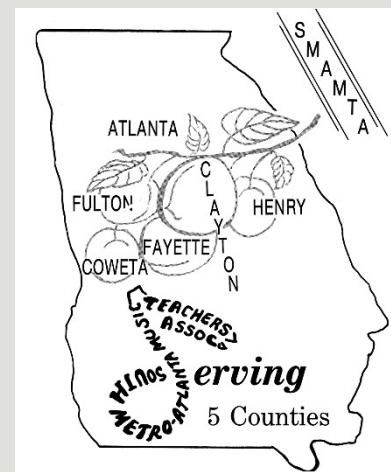 SMAMTA
ATLANTA
FULTON
CLAYTON
HENRY
FAYETTE
COWETA
SOUTH
METRO-ATLANTA MUSIC
TEACHERS
ASSOC
erving
5 Counties